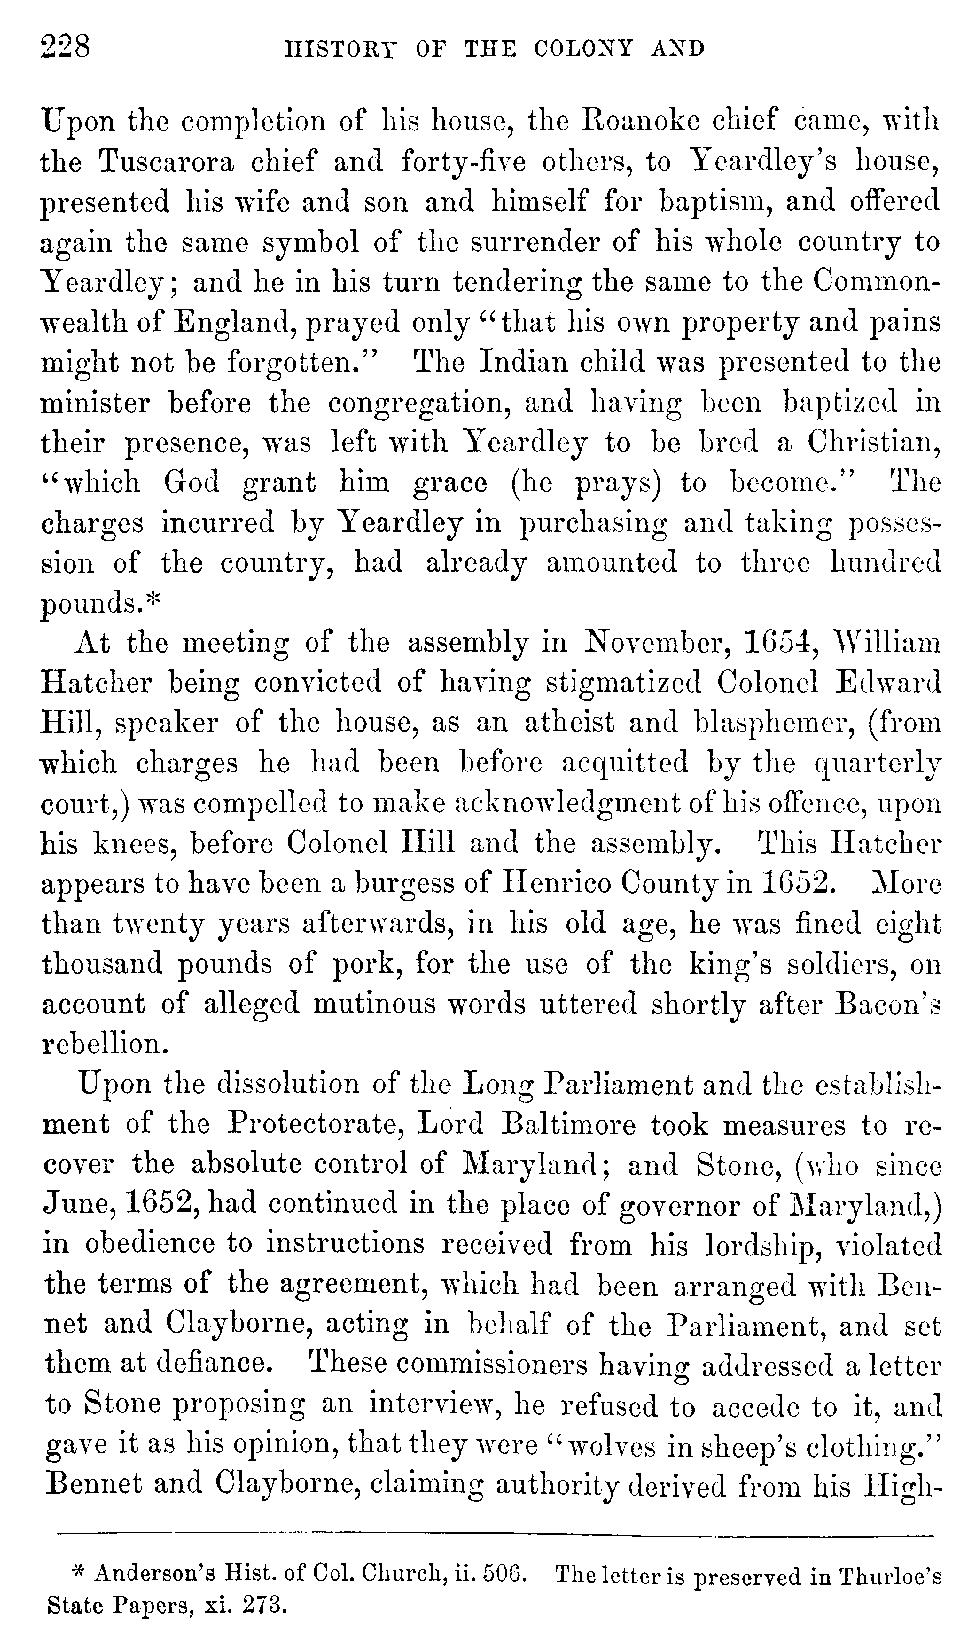 228 HISTORY OF THE COLONY AND
Upon the completion of his house, the Roanoke chief came, with
the Tuscarora chief and forty-five others, to Yeardley's house,
presented his wife and son and himself for baptism, and offered
again the same symbol of the surrender of his whole country to
Yeardley; and he in his turn tendering the same to the Common-
wealth of England, prayed only "that his own property and pains
might not be forgotten." The Indian child was presented to the
minister before the congregation, and having been baptized in
their presence, was left with Yeardley to be bred a Christian,
"which God grant him grace (he prays) to become." The
charges incurred by Yeardley in purchasing and taking posses-
sion of the country, had already amounted to three hundred
pounds.*
At the meeting of the assembly in November, 1654, William
Hatcher being convicted of having stigmatized Colonel Edward
Hill, speaker of the house, as an atheist and blasphemer, (from
which charges he had been before acquitted by the quarterly
court,) was compelled to make acknowledgment of his offence, upon
his knees, before Colonel Hill and the assembly. This Hatcher
appears to have been a burgess of Henrico County in 1652. More
than twenty years afterwards, in his old age, he was fined eight
thousand pounds of pork, for the use of the king's soldiers, on
account of alleged mutinous words uttered shortly after Bacon's
rebellion.
Upon the dissolution of the Long Parliament and the establish-
ment of the Protectorate, Lord Baltimore took measures to re-
cover the absolute control of Maryland; and Stone, (who since
June, 1652, had continued in the place of governor of Maryland,)
in obedience to instructions received from his lordship, violated
the terms of the agreement, which had been arranged with Ben-
net and Clayborne, acting in behalf of the Parliament, and set
them at defiance. These commissioners having addressed a letter
to Stone proposing an interview, he refused to accede to it, and
gave it as his opinion, that they were "wolves in sheep's clothing."
Bennet and Clayborne, claiming authority derived from his High-
* Anderson's Hist. of Col. Church, ii. 506. The letter is preserved in Thurloe's
State Papers, xi. 273.